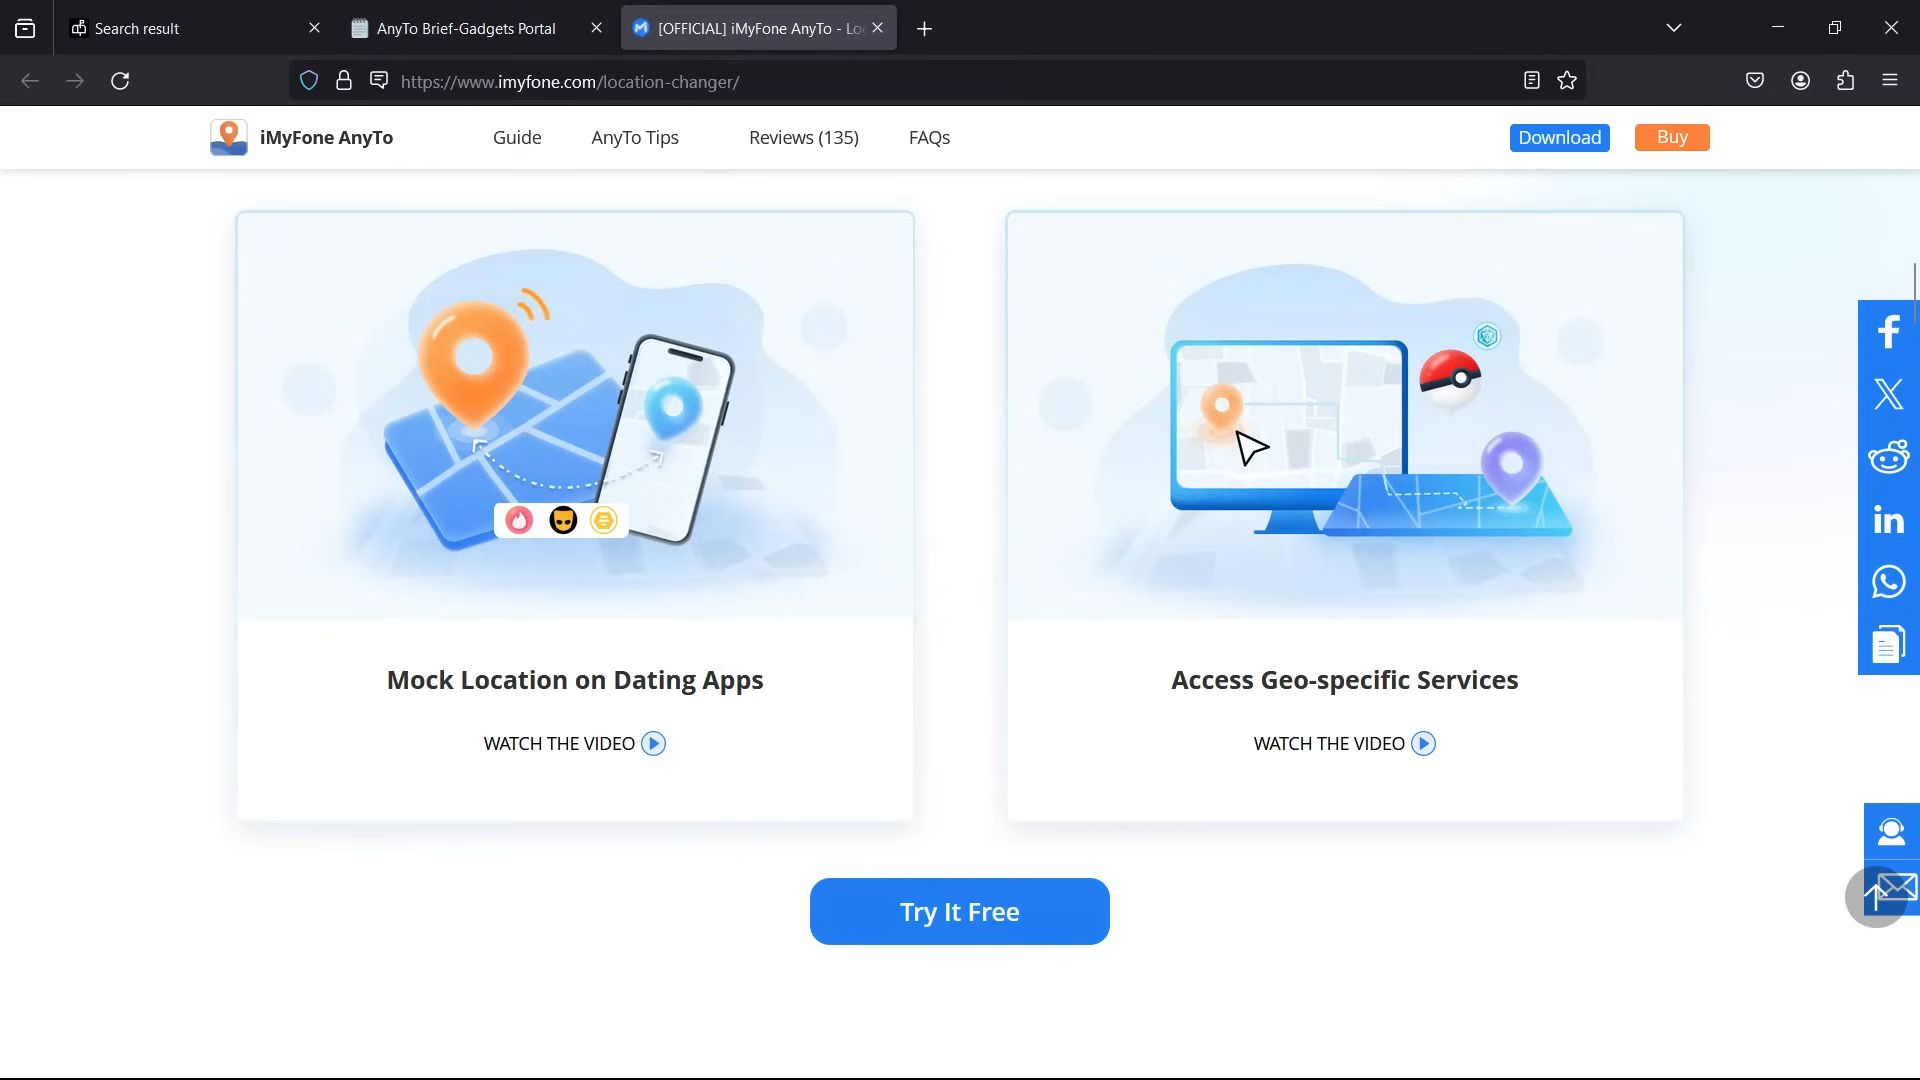 Search result
AnyTo Brief-Gadgets Portal
[OFFICIAL] iMyFone AnyTo - Loc
https://www.imyfone.com/location-changer/
iMyFone AnyTo
Guide
AnyTo Tips
Reviews (135)
FAQs
Download
Buy
Mock Location on Dating Apps
WATCH THE VIDEO
Access Geo-specific Services
WATCH THE VIDEO
Try It Free